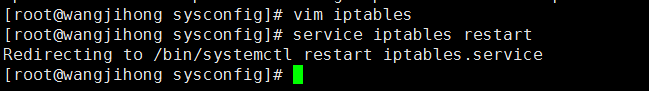 [root@wangjihong sysconfig]# vim iptables
[root@wangjihong sysconfig]# service iptables restart
Redirecting to /bin/systemctl restart iptables.service
[root@wangjihong sysconfig]#